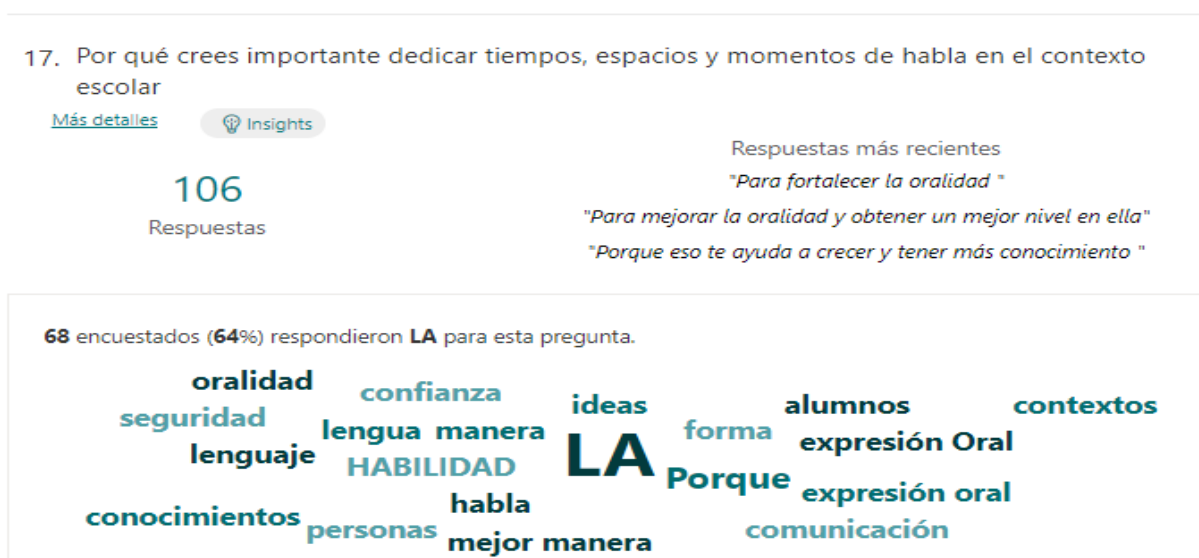 17. Por qué crees importante dedicar tiempos, espacios y momentos de habla en el contexto
escolar
Más detalles
Insights
106
Respuestas
Respuestas más recientes
"Para fortalecer la oralidad "
"Para mejorar la oralidad y obtener un mejor nivel en ella"
"Porque eso te ayuda a crecer y tener más conocimiento "
68 encuestados (64%) respondieron LA para esta pregunta.
oralidad
confianza
seguridad
ideas
alumnos
contextos
lengua manera
forma
expresión Oral
lenguaje
HABILIDAD
LA
Porque
expresión oral
habla
conocimientos
personas
comunicación
mejor manera